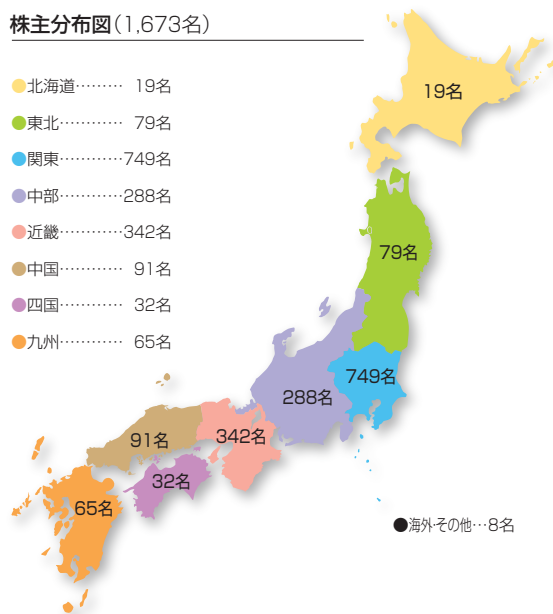 株主分布図(1,673名)
●北海道……… 19名
●東北………… 79名
●関東…………749名
●中部…………288名
●近畿…………342名
●中国………… 91名
●四国………… 32名
●九州………… 65名
19名
79名
749名
288名
342名
91名
32名
65名
●海外・その他…8名